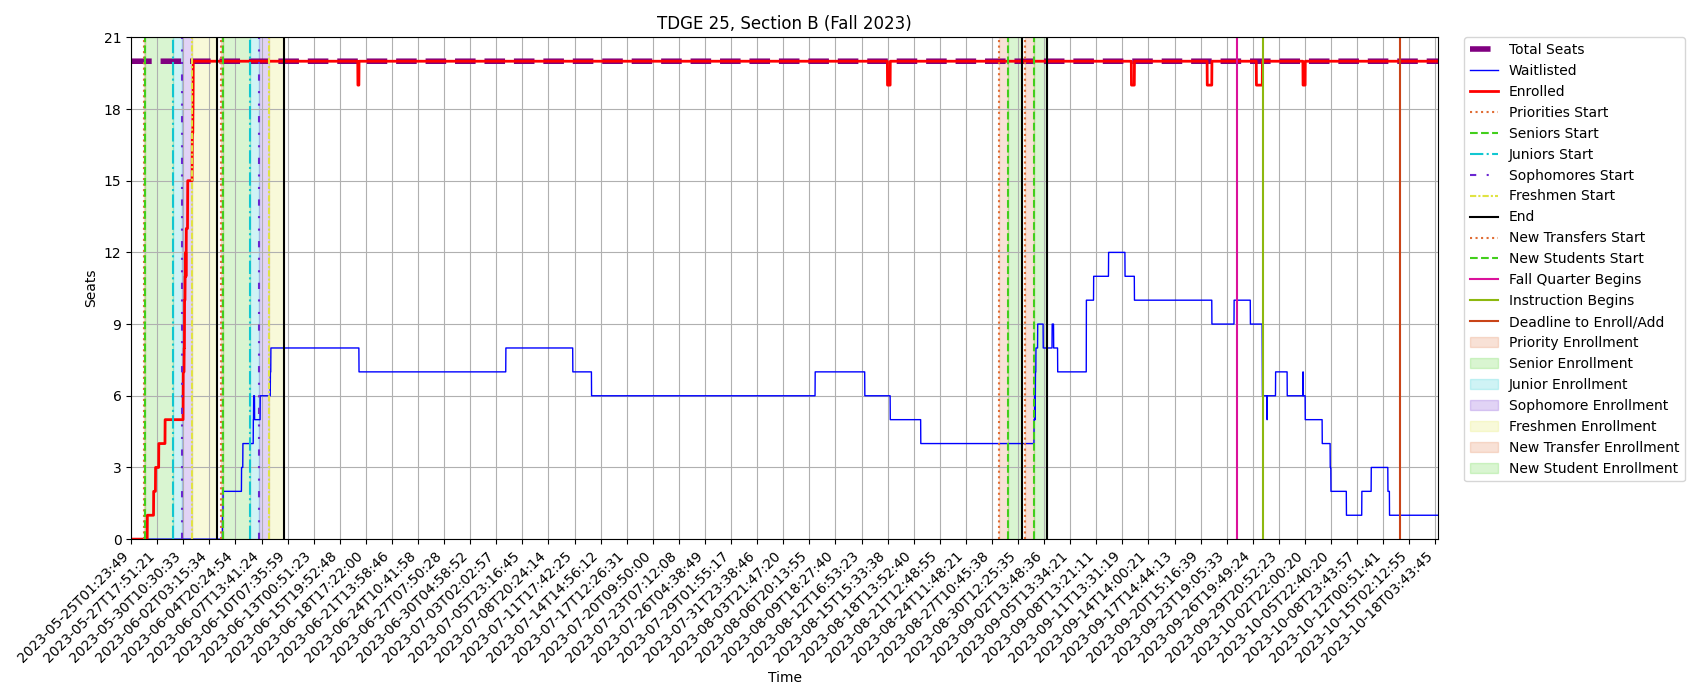 TDGE 25, Section B (Fall 2023)
21
18
15
12
9
6
3
0
Seats
2023-05-25T01:23:49
2023-05-27T17:51:21
2023-05-30T10:30:33
2023-06-02T03:15:34
2023-06-04T20:24:54
2023-06-07T13:41:24
2023-06-10T07:35:59
2023-06-13T00:51:23
2023-06-15T19:52:48
2023-06-18T17:22:00
2023-06-21T13:58:46
2023-06-24T10:41:58
2023-06-27T07:50:28
2023-06-30T04:58:52
2023-07-03T02:02:57
2023-07-05T23:16:45
2023-07-08T20:24:14
2023-07-11T17:42:25
2023-07-14T14:56:12
2023-07-17T12:26:31
2023-07-20T09:50:00
2023-07-23T07:12:08
2023-07-26T04:38:49
2023-07-29T01:55:17
2023-07-31T23:38:46
2023-08-03T21:47:20
2023-08-06T20:13:55
2023-08-09T18:27:40
2023-08-12T16:53:23
2023-08-15T15:33:38
2023-08-18T13:52:40
2023-08-21T12:48:55
2023-08-24T11:48:21
2023-08-27T10:45:38
2023-08-30T12:25:35
2023-09-02T13:48:36
2023-09-05T15:34:21
2023-09-08T13:21:11
2023-09-11T13:31:19
2023-09-14T14:00:21
2023-09-17T14:44:13
2023-09-20T15:16:39
2023-09-23T19:05:33
2023-09-26T19:49:24
2023-09-29T20:52:23
2023-10-02T22:00:20
2023-10-05T22:40:20
2023-10-08T23:43:57
2023-10-12T00:51:41
2023-10-15T02:12:55
2023-10-18T03:43:45
Time
Total Seats
Waitlisted
Enrolled
Priorities Start
Seniors Start
Juniors Start
Sophomores Start
Freshmen Start
End
New Transfers Start
New Students Start
Fall Quarter Begins
Instruction Begins
Deadline to Enroll/Add
Priority Enrollment
Senior Enrollment
Junior Enrollment
Sophomore Enrollment
Freshmen Enrollment
New Transfer Enrollment
New Student Enrollment